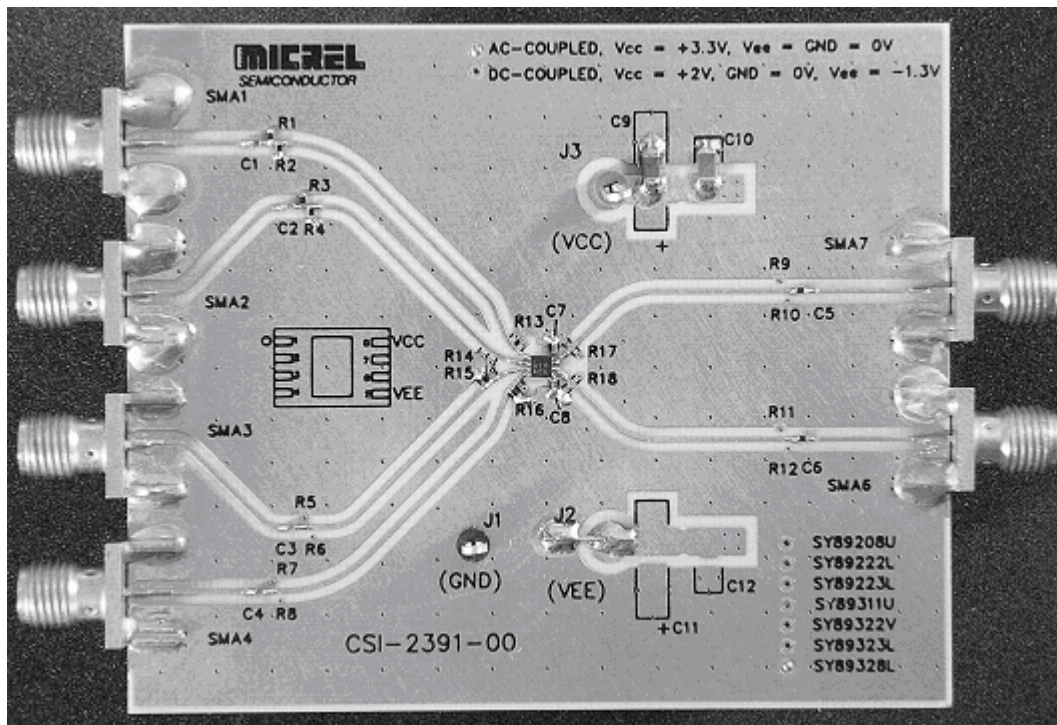 MICREL
SEMICONDUCTOR
AC-COUPLED, Vcc = +3.3V, Vee = GND = 0V
DC-COUPLED, Vcc = +2V, GND = 0V, Vee = -1.3V
SMA1
R1
C1
R2
R3
C2
R4
C9
C10
J3
(VCC)
+
SMA7
SMA2
R9
R10
C5
VCC
VEE
R13
C7
R14
R15
R17
R18
R16
C8
SMA3
R11
R12
C6
SMA6
R5
C3
R6
J1
(GND)
J2
(VEE)
R7
C4
R8
C12
+C11
SMA4
CSI-2391-00
SY89208U
SY89222L
SY89223L
SY89311U
SY89322V
SY89323L
SY89328L